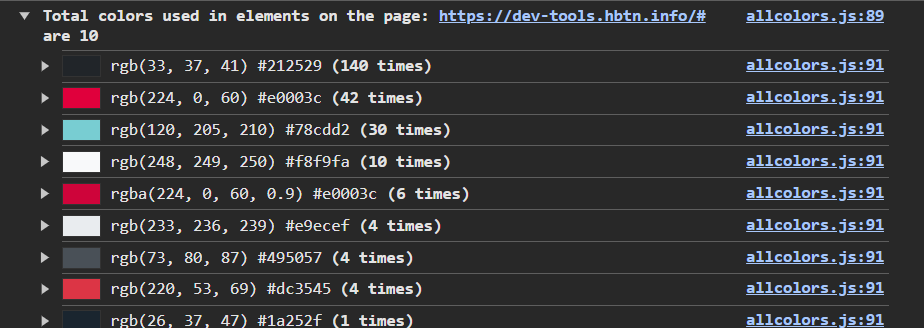 Total colors used in elements on the page: https://dev-tools.hbtn.info/# allcolors.js:89
are 10
rgb(33, 37, 41) #212529 (140 times) allcolors.js:91
rgb(224, 0, 60) #e0003c (42 times) allcolors.js:91
rgb(120, 205, 210) #78cdd2 (30 times) allcolors.js:91
rgb(248, 249, 250) #f8f9fa (10 times) allcolors.js:91
rgba(224, 0, 60, 0.9) #e0003c (6 times) allcolors.js:91
rgb(233, 236, 239) #e9ecef (4 times) allcolors.js:91
rgb(73, 80, 87) #495057 (4 times) allcolors.js:91
rgb(220, 53, 69) #dc3545 (4 times) allcolors.js:91
rgb(26, 37, 47) #1a252f (1 times) allcolors.js:91